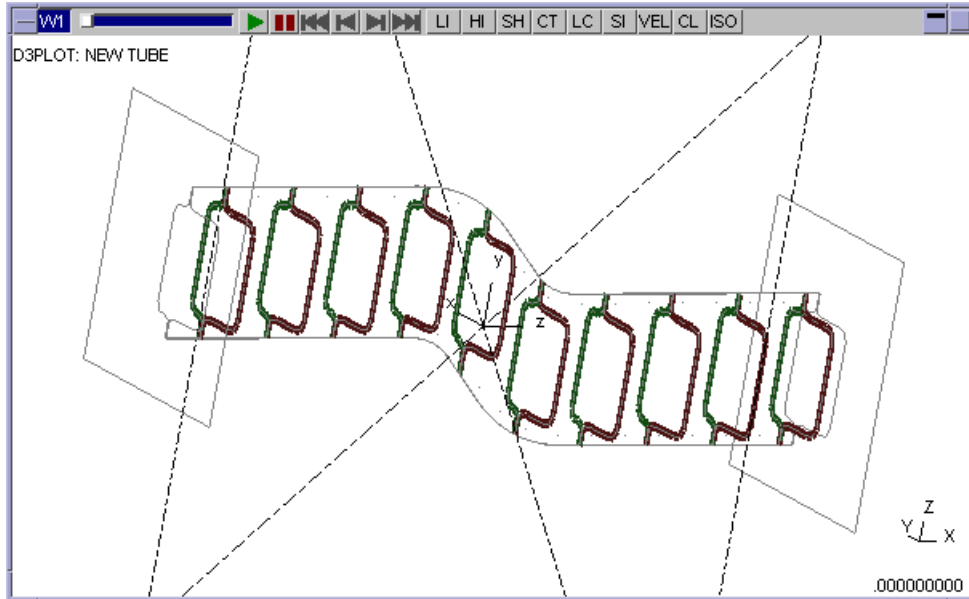 W1 LI HI SH CT LC SI VEL CL ISO
D3PLOT: NEW TUBE
y
x z
Z
Y X
.000000000